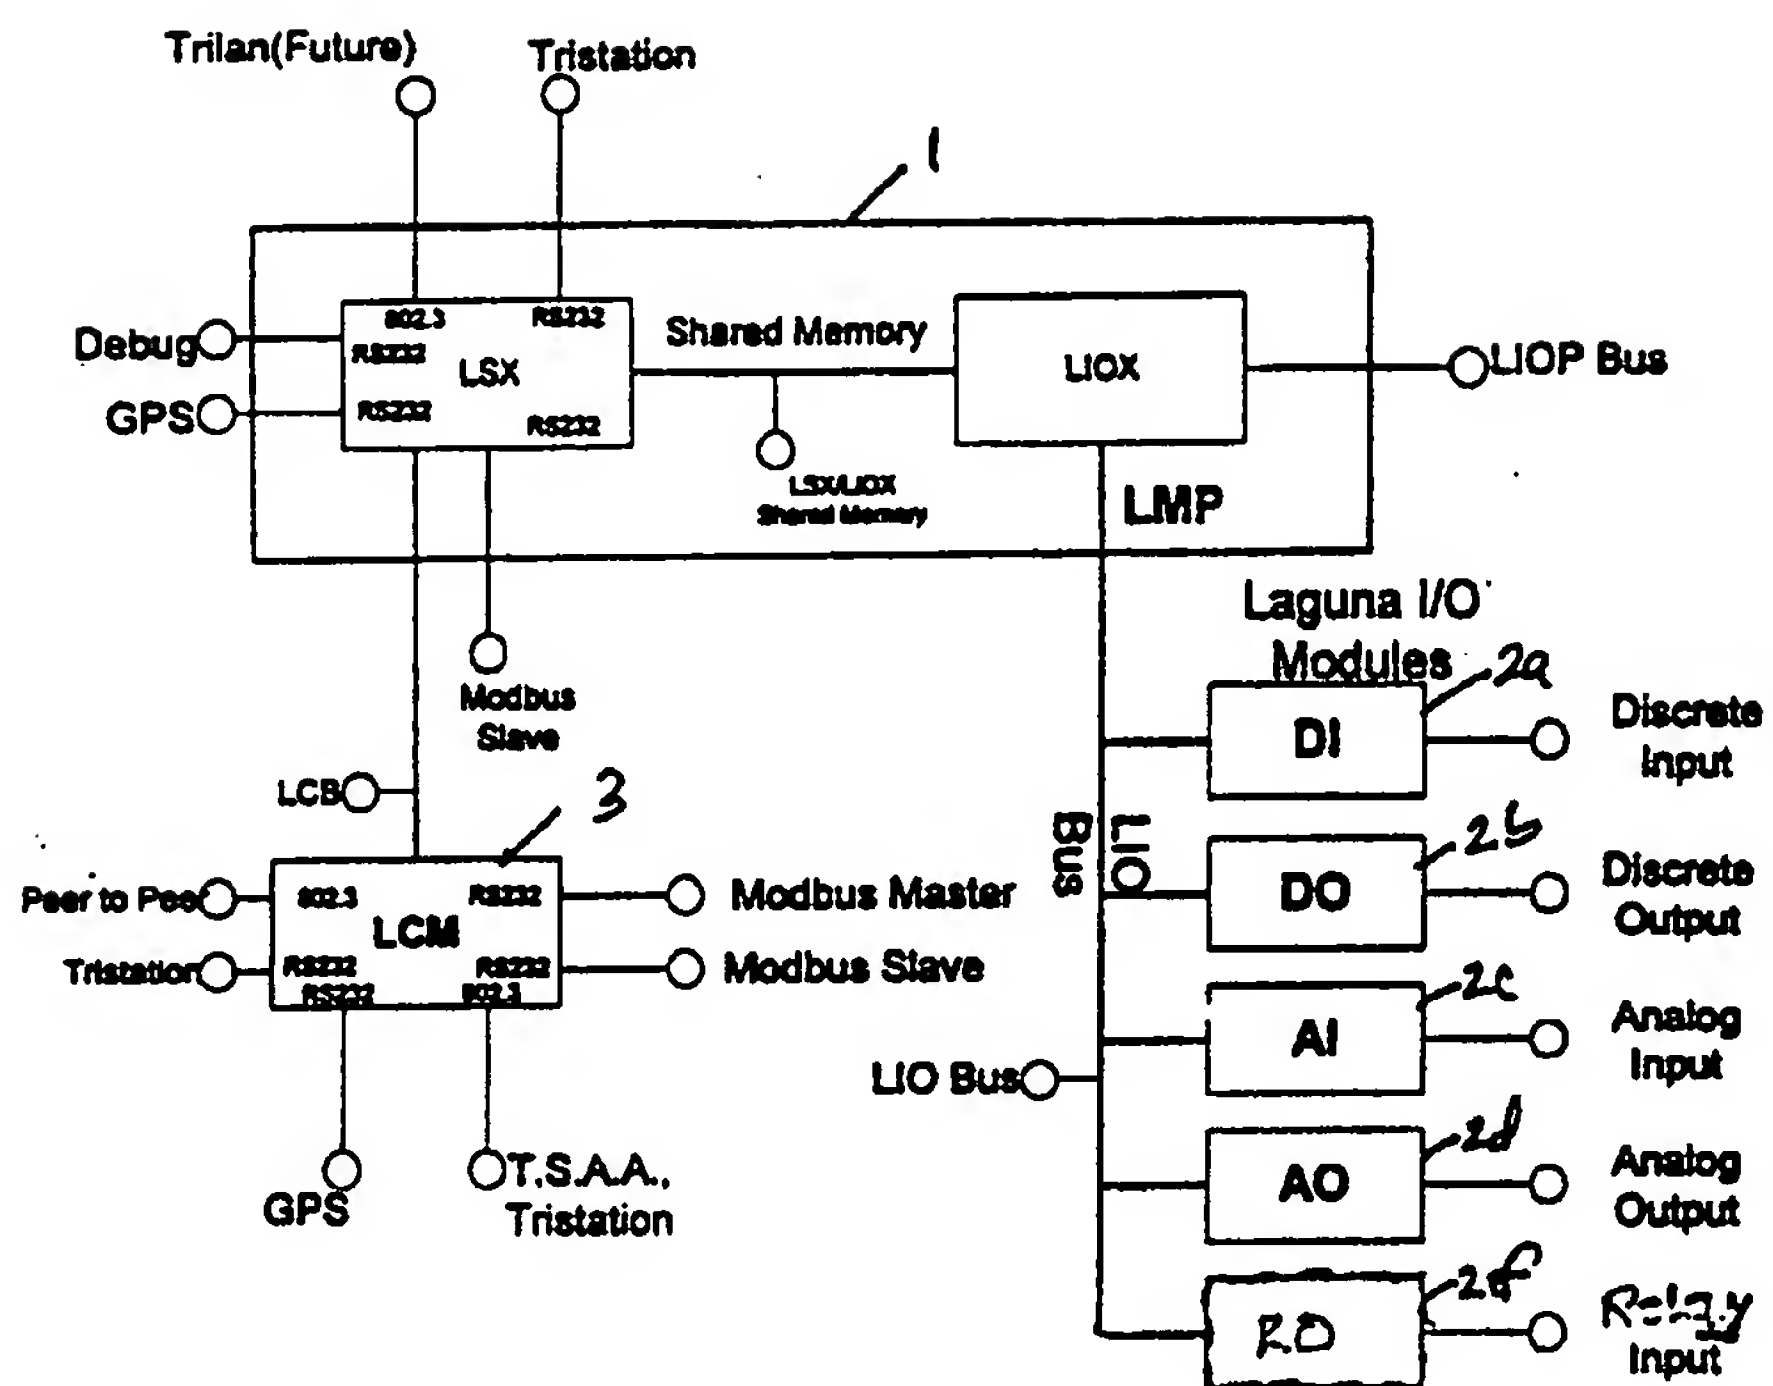 Trilan(Future)
Tristation
1
802.3
RS232
Debug
RS232
LSX
Shared Memory
LIOX
LIOP Bus
GPS
RS232
RS232
LSX/LIOX
Shared Memory
LMP
Laguna I/O
Modules
2a
Modbus
Slave
DI
Discrete
Input
LCB
3
LIO
Bus
2b
DO
Discrete
Output
Peer to Peer
802.3
RS232
LCM
Modbus Master
Tristation
RS232
RS232
Modbus Slave
RS232
802.3
2c
AI
Analog
Input
LIO Bus
2d
AO
Analog
Output
GPS
T.S.A.A.,
Tristation
2f
RO
Relay
Input